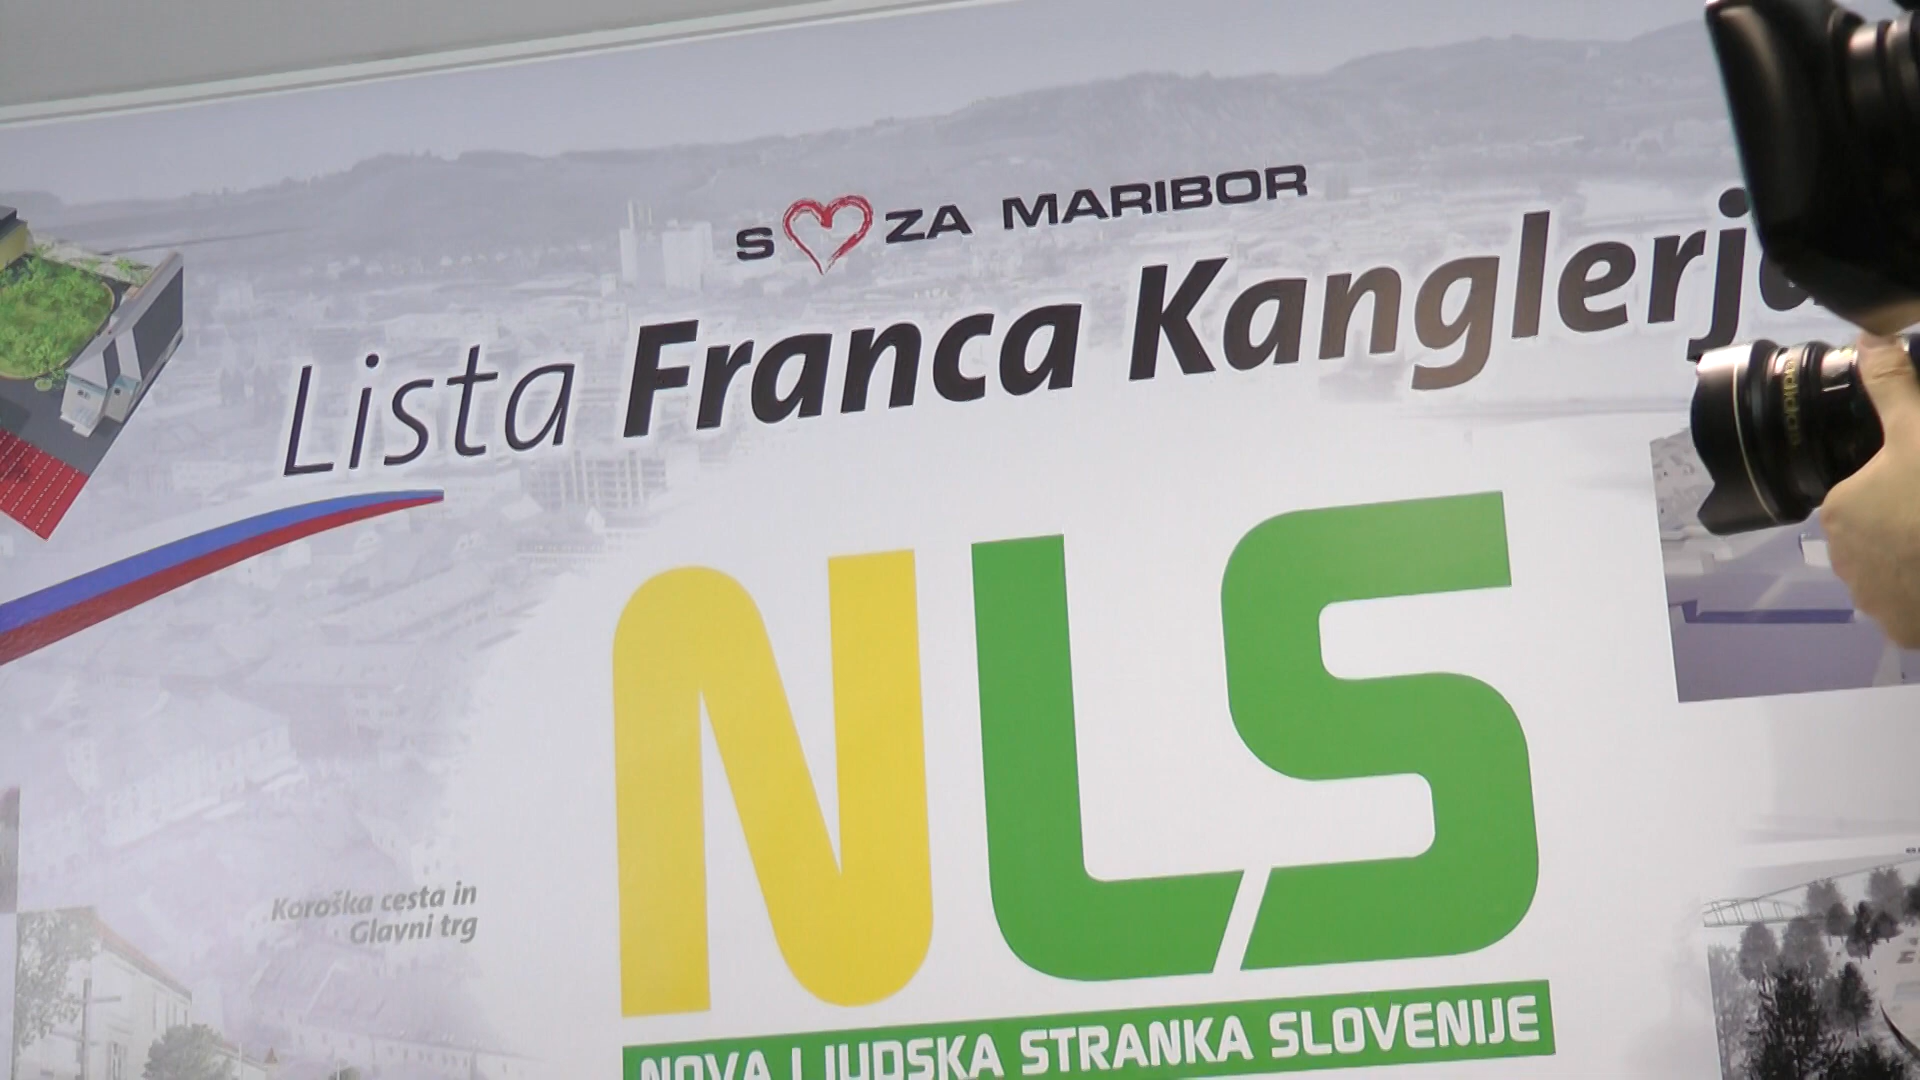 S ZA MARIBOR
Lista Franca Kanglerja
NLS
Koroška cesta in
Glavni trg
NOVA LJUDSKA STRANKA SLOVENIJE